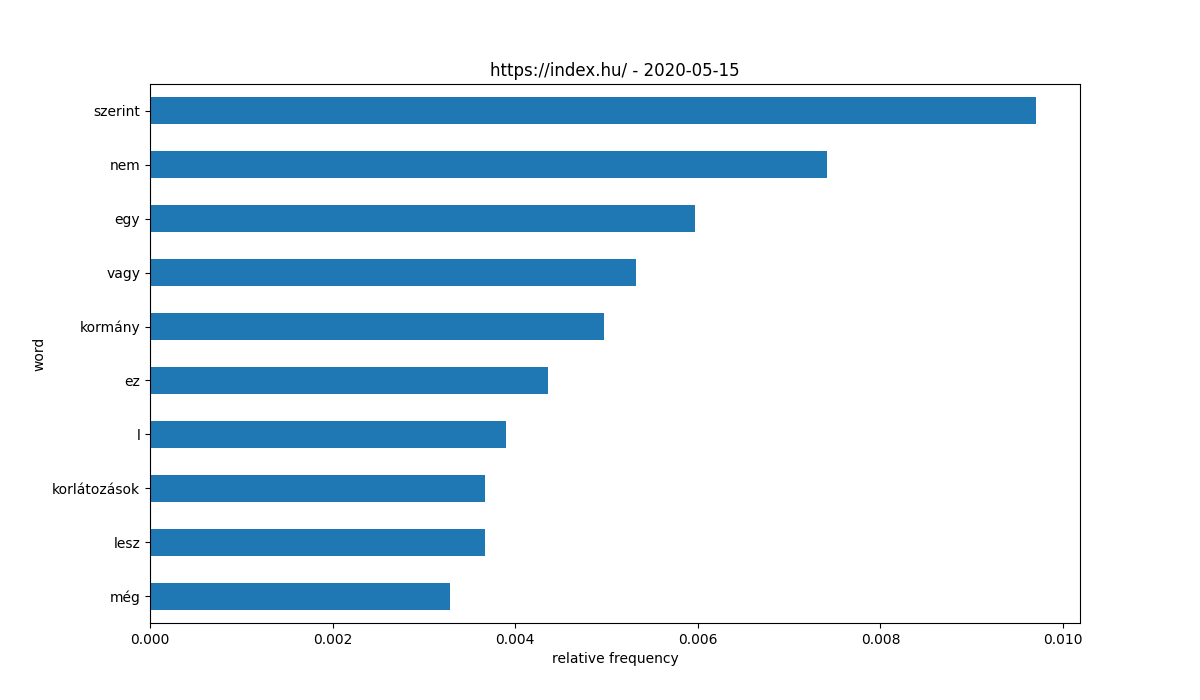 https://index.hu/ - 2020-05-15
szerint
nem
egy
vagy
kormány
ez
l
korlátozások
lesz
még
word
0.000 0.002 0.004 0.006 0.008 0.010
relative frequency